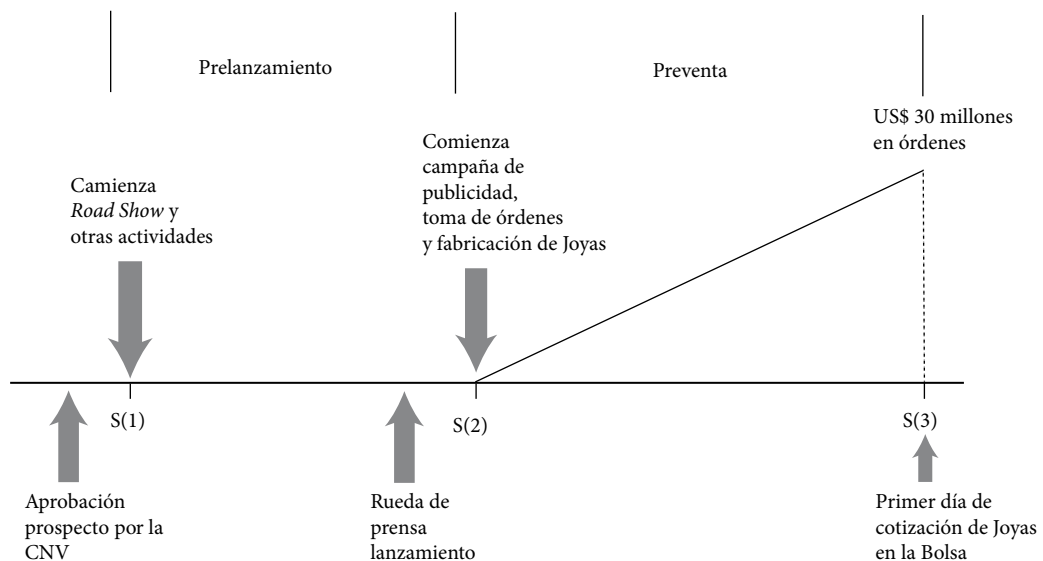 Prelanzamiento
Preventa
US$ 30 millones
en órdenes
Comienza
campaña de
publicidad,
toma de órdenes
y fabricación de Joyas
Camienza
Road Show y
otras actividades
S(1)
S(2)
S(3)
Aprobación
prospecto por la
CNV
Rueda de
prensa
lanzamiento
Primer día de
cotización de Joyas
en la Bolsa